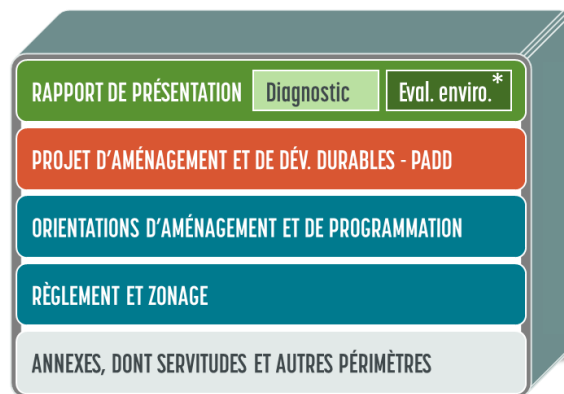 RAPPORT DE PRÉSENTATION Diagnostic Eval. enviro.*
PROJET D'AMÉNAGEMENT ET DE DÉV. DURABLES - PADD
ORIENTATIONS D'AMÉNAGEMENT ET DE PROGRAMMATION
RÈGLEMENT ET ZONAGE
ANNEXES, DONT SERVITUDES ET AUTRES PÉRIMÈTRES